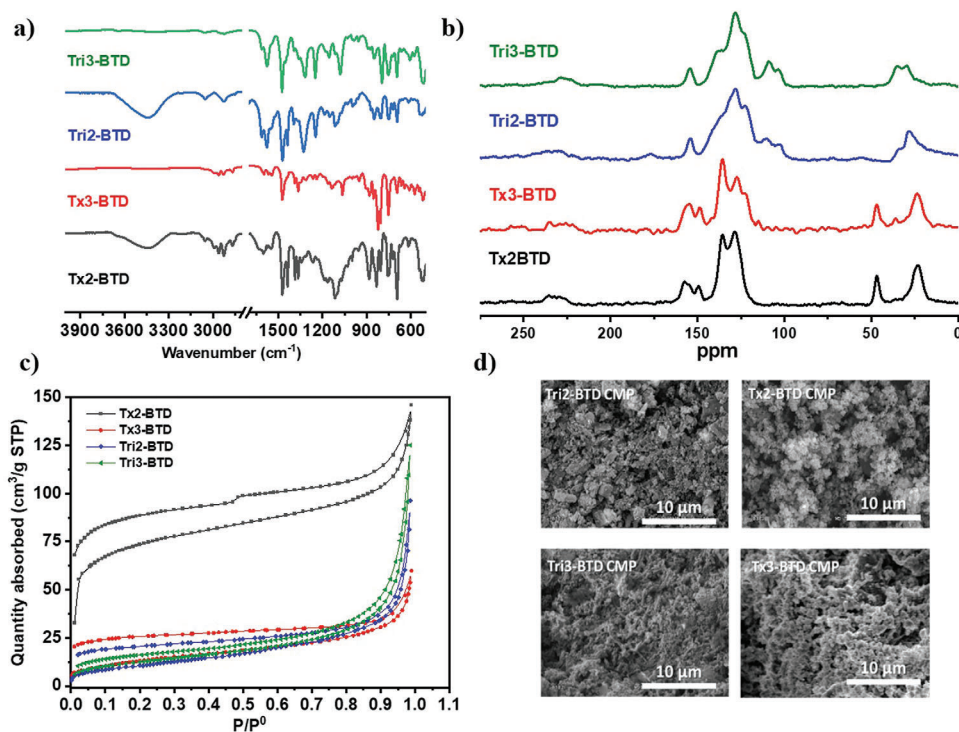 a)
Tri3-BTD
Tri2-BTD
Tx3-BTD
Tx2-BTD
3900 3600 3300 3000 1500 1200 900 600
Wavenumber (cm⁻¹)
b)
Tri3-BTD
Tri2-BTD
Tx3-BTD
Tx2BTD
250 200 150 100 50 0
ppm
c)
150
125
100
75
50
25
0
Quantity absorbed (cm³/g STP)
Tx2-BTD
Tx3-BTD
Tri2-BTD
Tri3-BTD
0.0 0.1 0.2 0.3 0.4 0.5 0.6 0.7 0.8 0.9 1.0 1.1
P/P⁰
d)
Tri2-BTD CMP
10 µm
Tx2-BTD CMP
10 µm
Tri3-BTD CMP
10 µm
Tx3-BTD CMP
10 µm